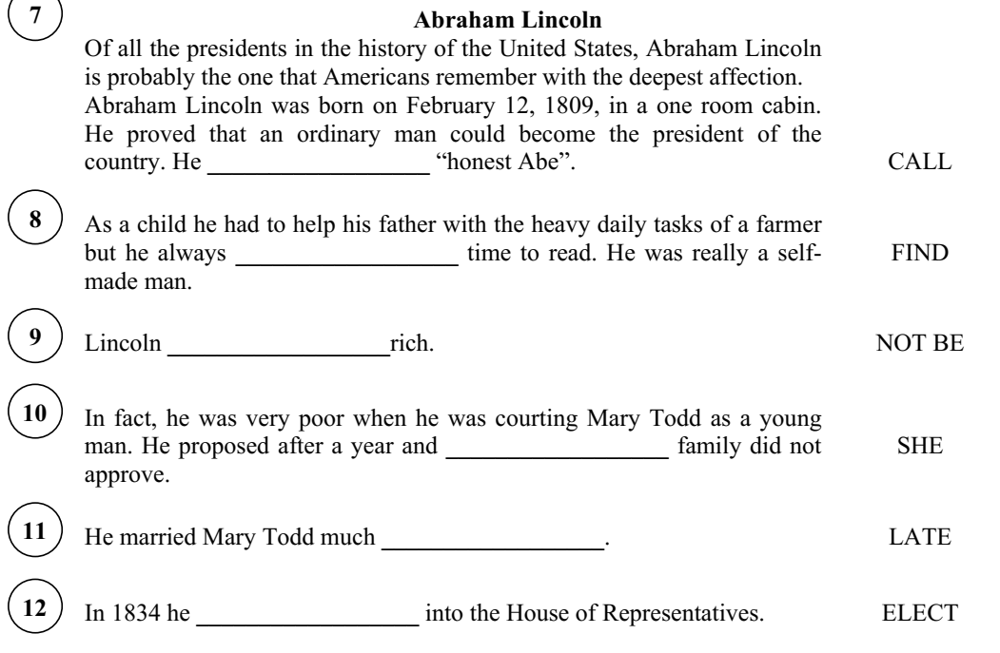 7
Abraham Lincoln
Of all the presidents in the history of the United States, Abraham Lincoln
is probably the one that Americans remember with the deepest affection.
Abraham Lincoln was born on February 12, 1809, in a one room cabin.
He proved that an ordinary man could become the president of the
country. He __________________ “honest Abe”. CALL
8
As a child he had to help his father with the heavy daily tasks of a farmer
but he always __________________ time to read. He was really a self-
made man. FIND
9
Lincoln __________________rich. NOT BE
10
In fact, he was very poor when he was courting Mary Todd as a young
man. He proposed after a year and __________________ family did not SHE
approve.
11
He married Mary Todd much __________________. LATE
12
In 1834 he __________________ into the House of Representatives. ELECT